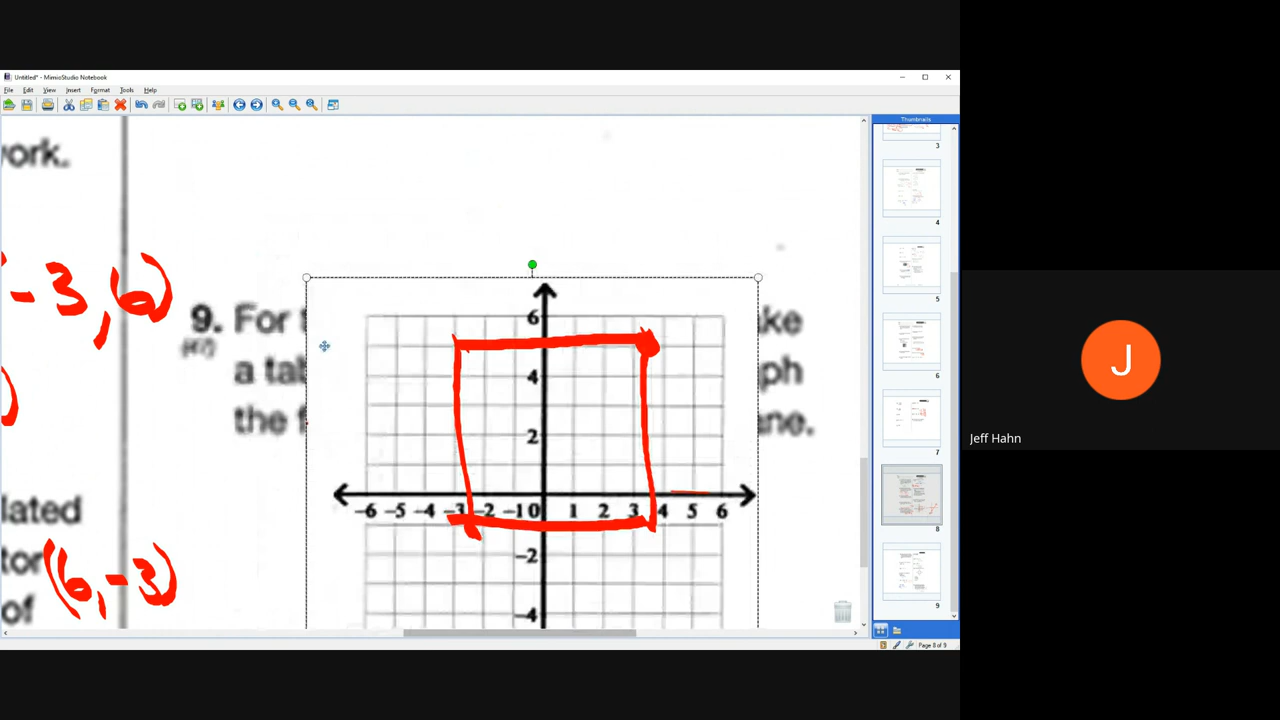 Untitled* - MimioStudio Notebook
File Edit View Insert Format Tools Help
Thumbnails
work.
-3, 6)
9. For t
ke
(47)
a tab
ph
the f
ane.
)
lated
tor
of
(6, -3)
6
4
2
-6 -5 -4 -3 -2 -1 0 1 2 3 4 5 6
-2
-4
3
4
5
6
7
8
9
Page 8 of 9
J
Jeff Hahn